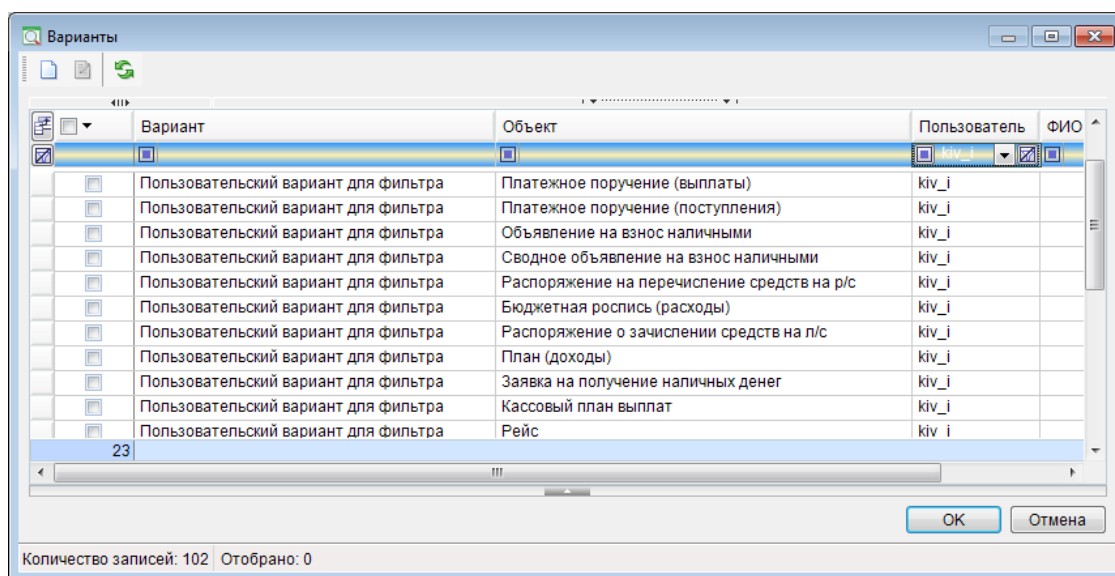 Варианты
Вариант Объект Пользователь ФИО
kiv_i
Пользовательский вариант для фильтра Платежное поручение (выплаты) kiv_i
Пользовательский вариант для фильтра Платежное поручение (поступления) kiv_i
Пользовательский вариант для фильтра Объявление на взнос наличными kiv_i
Пользовательский вариант для фильтра Сводное объявление на взнос наличными kiv_i
Пользовательский вариант для фильтра Распоряжение на перечисление средств на р/с kiv_i
Пользовательский вариант для фильтра Бюджетная роспись (расходы) kiv_i
Пользовательский вариант для фильтра Распоряжение о зачислении средств на л/с kiv_i
Пользовательский вариант для фильтра План (доходы) kiv_i
Пользовательский вариант для фильтра Заявка на получение наличных денег kiv_i
Пользовательский вариант для фильтра Кассовый план выплат kiv_i
Пользовательский вариант для фильтра Рейс kiv_i
23
OK Отмена
Количество записей: 102 Отобрано: 0